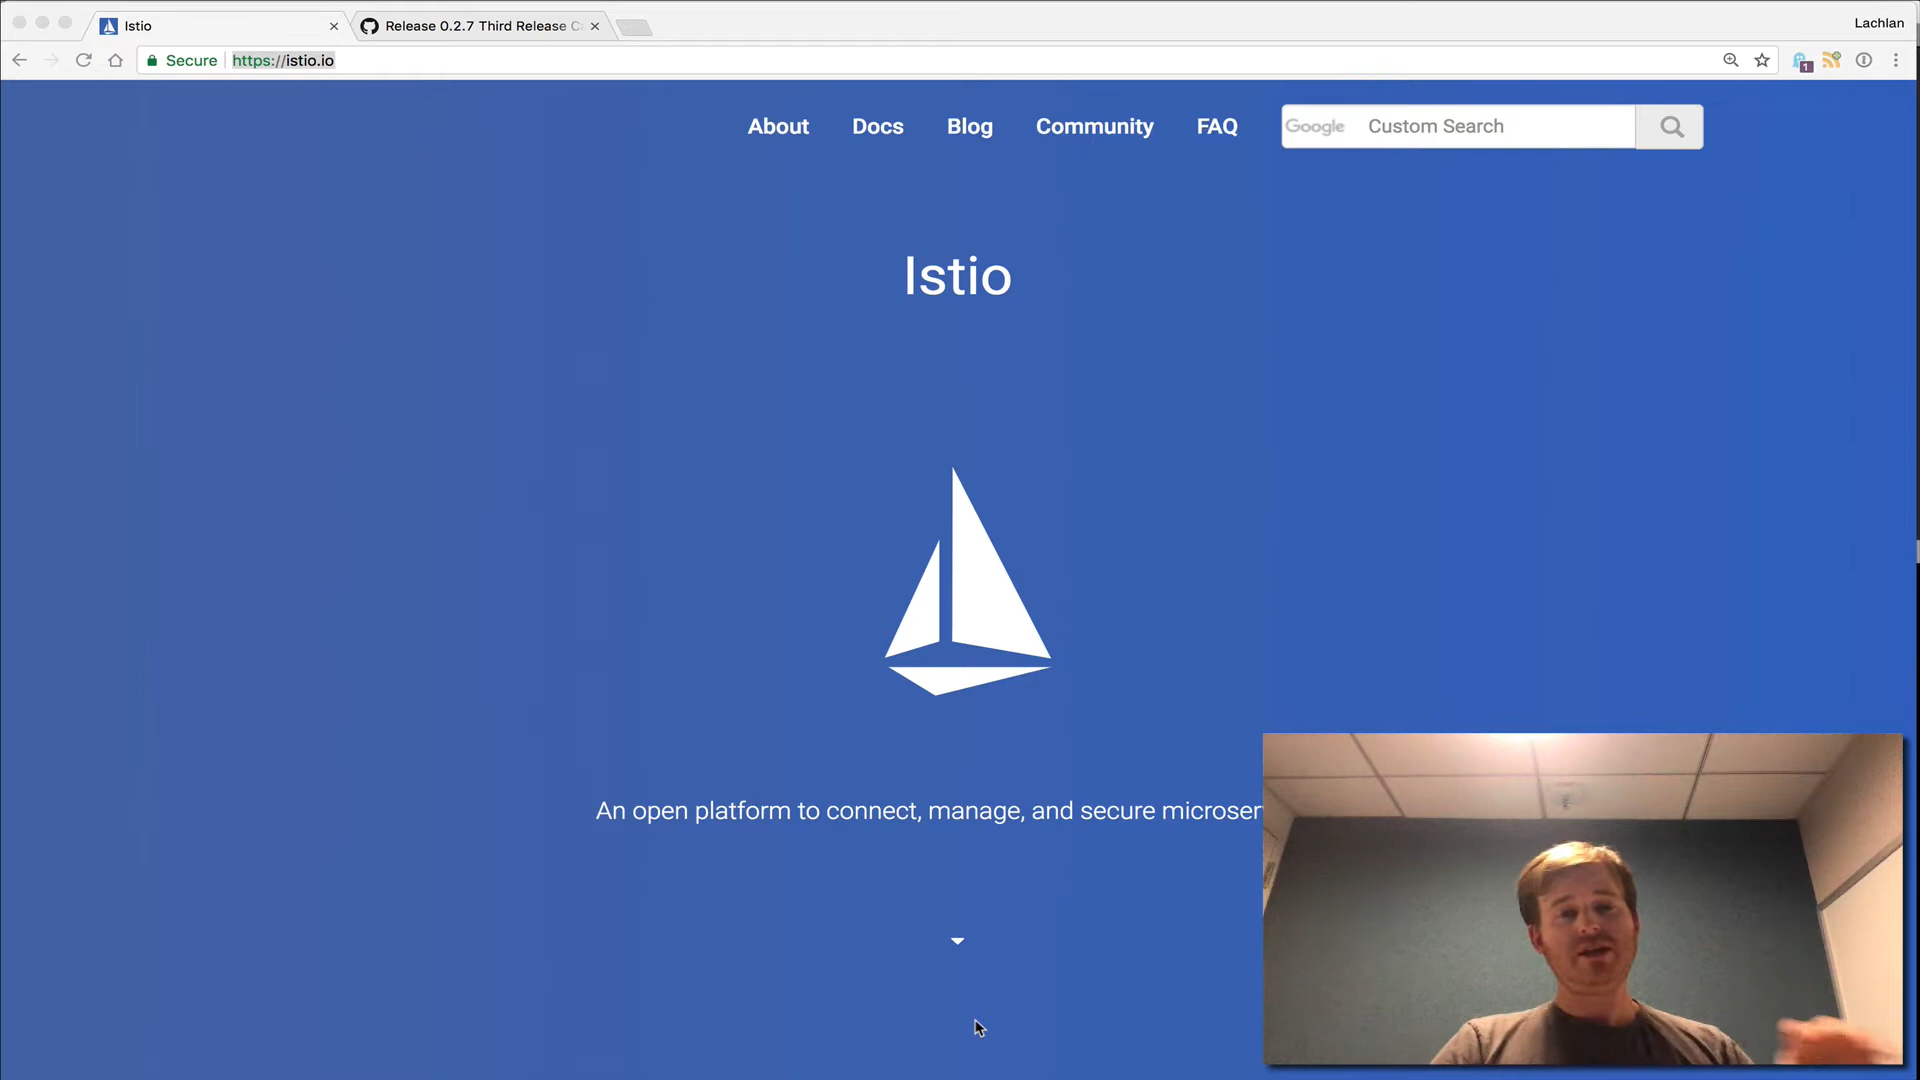 Istio
Release 0.2.7 Third Release C
Lachlan
Secure
https://istio.io
1
About
Docs
Blog
Community
FAQ
Google
Custom Search
Istio
An open platform to connect, manage, and secure microser